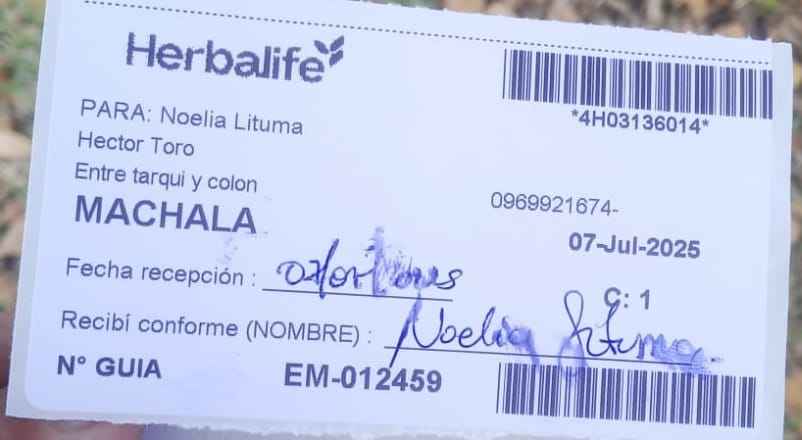 Herbalife
*4H03136014*
PARA: Noelia Lituma
Hector Toro
Entre tarqui y colon
MACHALA
0969921674-
07-Jul-2025
Fecha recepción :
C: 1
Recibí conforme (NOMBRE) : Noelia Lituma
N° GUIA EM-012459